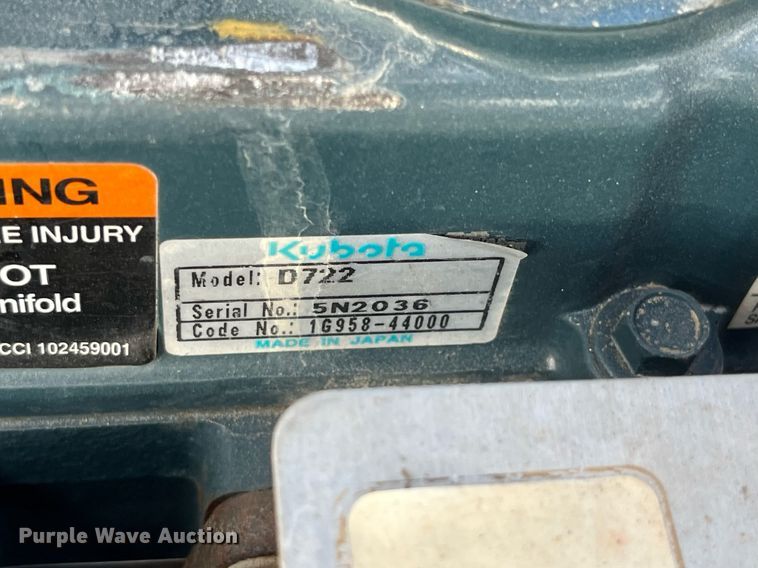 ING
E INJURY
OT
nifold
CCI 102459001
Kubota
Model: D722
Serial No.: 5N2036
Code No.: 1G958-44000
MADE IN JAPAN
Purple Wave Auction